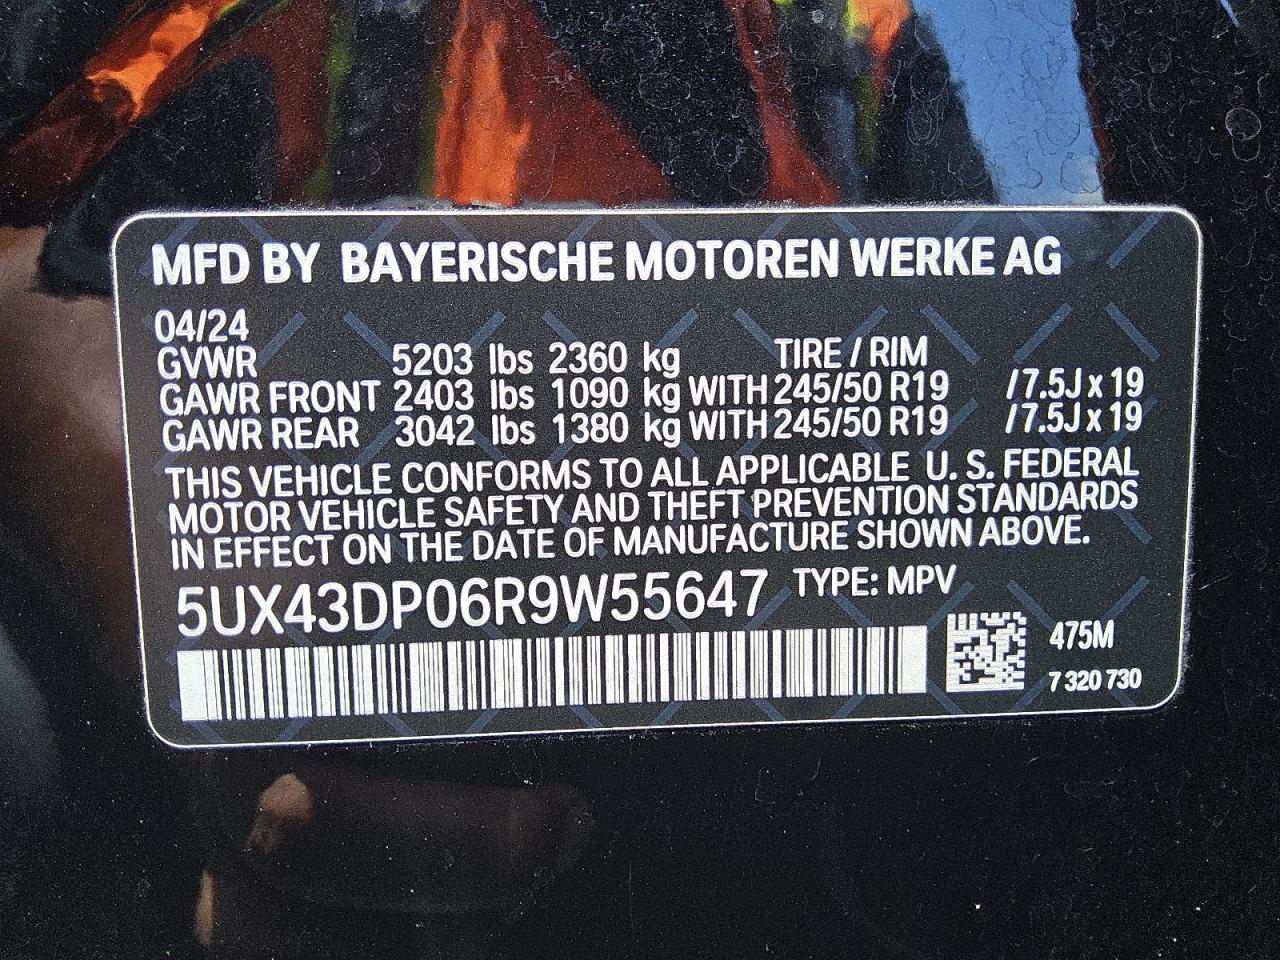 MFD BY BAYERISCHE MOTOREN WERKE AG
04/24
GVWR 5203 lbs 2360 kg TIRE / RIM
GAWR FRONT 2403 lbs 1090 kg WITH 245/50 R19 / 7.5J x 19
GAWR REAR 3042 lbs 1380 kg WITH 245/50 R19 / 7.5J x 19
THIS VEHICLE CONFORMS TO ALL APPLICABLE U. S. FEDERAL
MOTOR VEHICLE SAFETY AND THEFT PREVENTION STANDARDS
IN EFFECT ON THE DATE OF MANUFACTURE SHOWN ABOVE.
5UX43DP06R9W55647 TYPE: MPV
475M
7 320 730